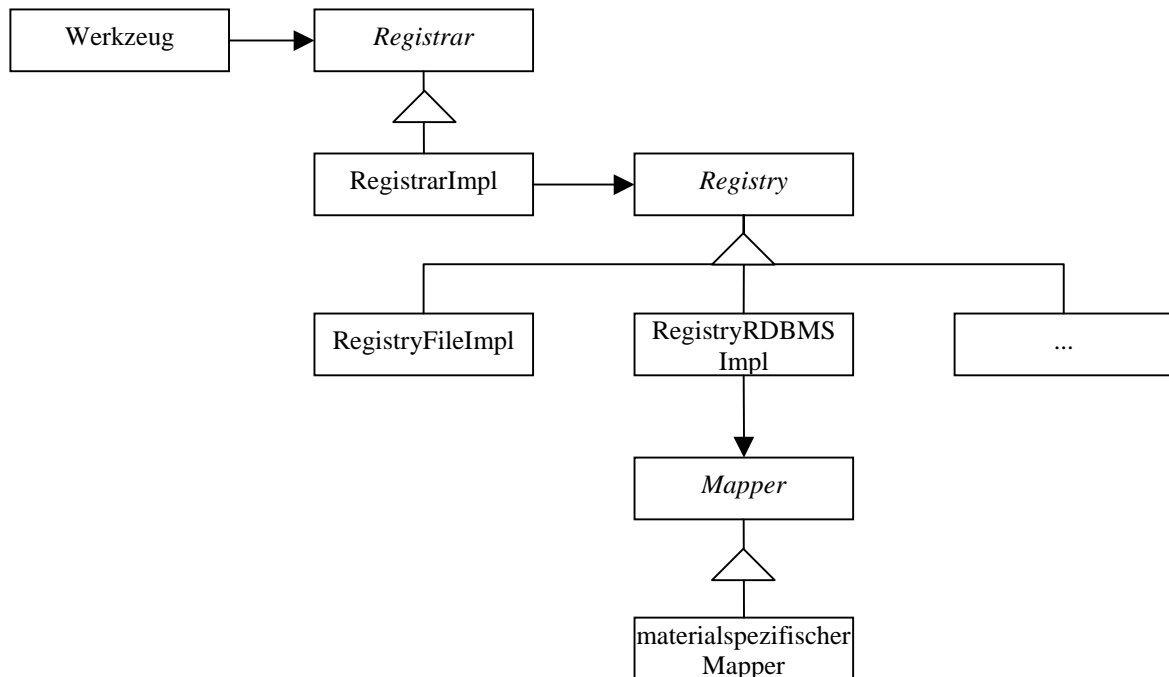 Werkzeug
Registrar
RegistrarImpl
Registry
RegistryFileImpl
RegistryRDBMS
Impl
...
Mapper
materialspezifischer
Mapper